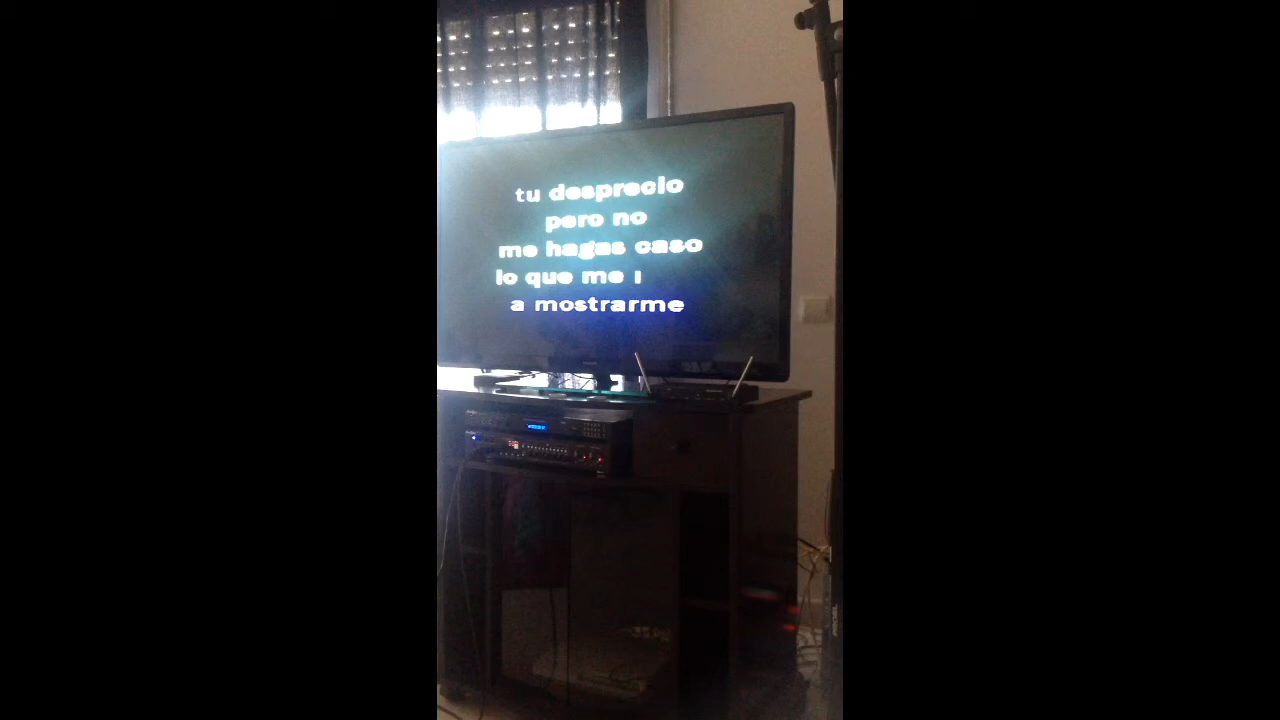 tu desprecio
pero no
me hagas caso
lo que me
a mostrarme